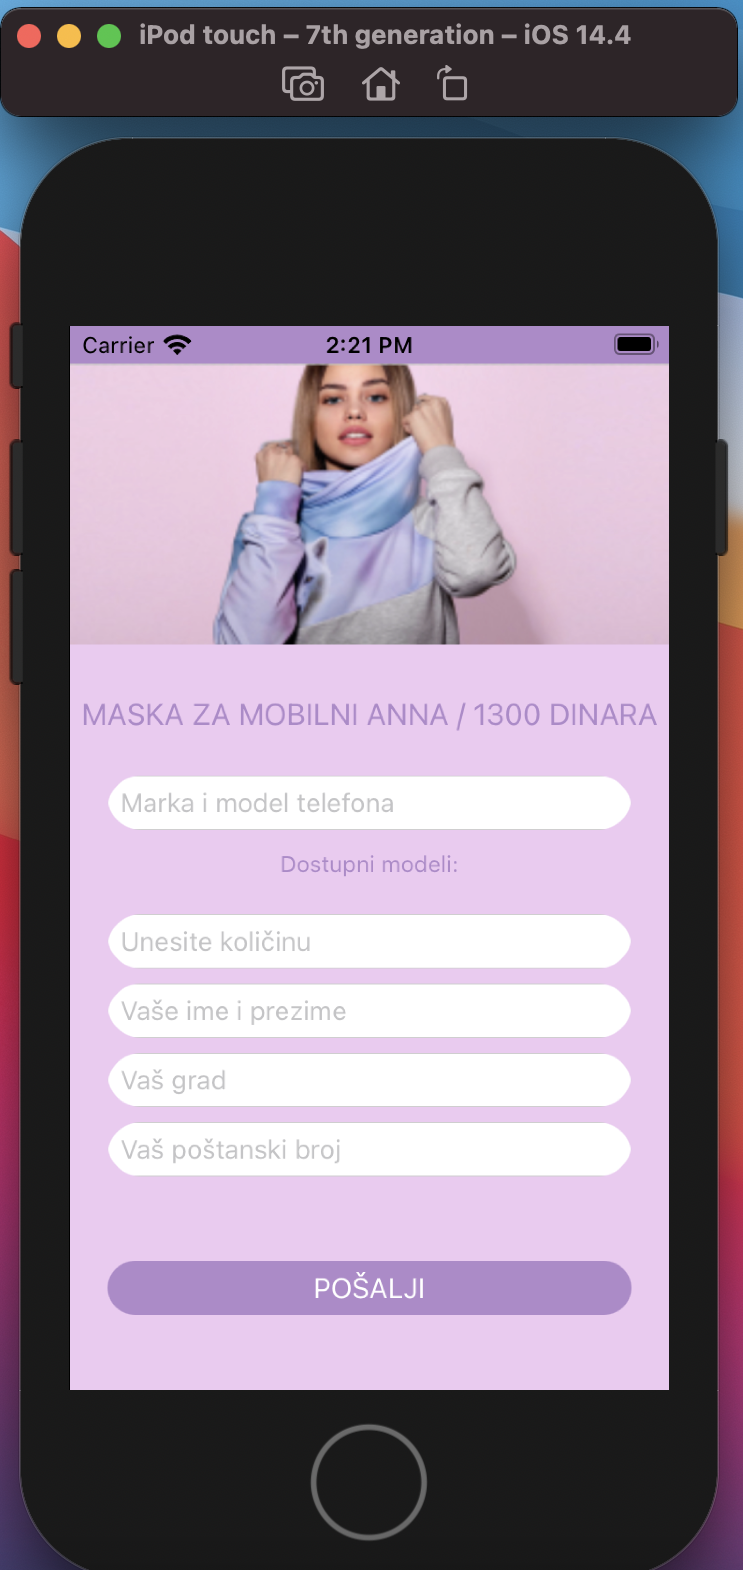 iPod touch – 7th generation – iOS 14.4
Carrier 2:21 PM
MASKA ZA MOBILNI ANNA / 1300 DINARA
Marka i model telefona
Dostupni modeli:
Unesite količinu
Vaše ime i prezime
Vaš grad
Vaš poštanski broj
POŠALJI